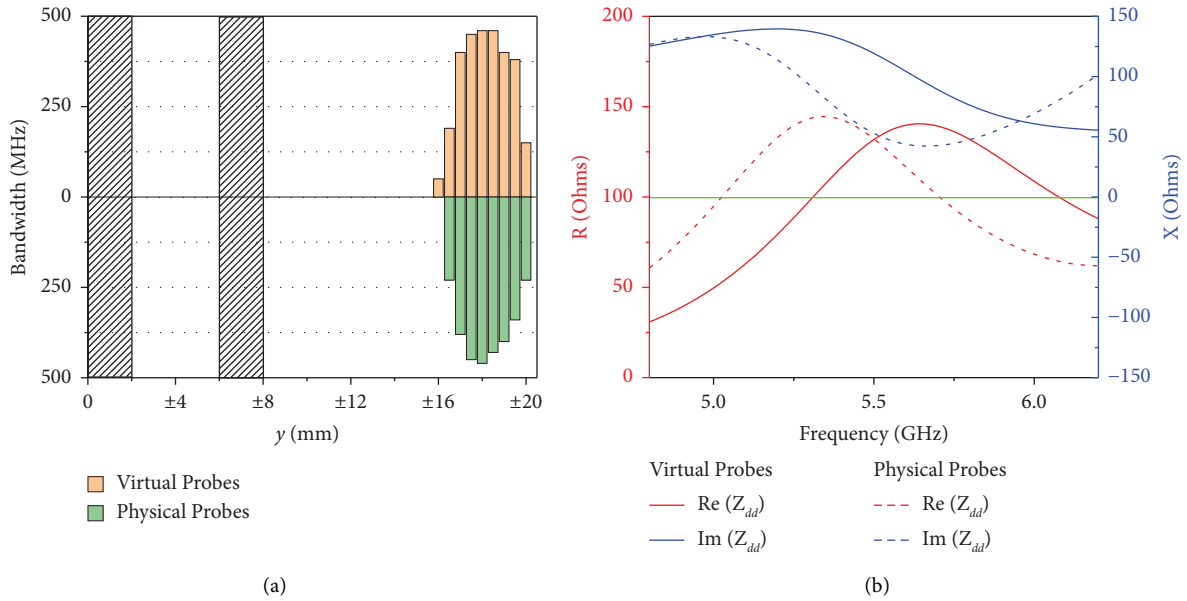 500
250
0
250
500
Bandwidth (MHz)
0
±4
±8
±12
±16
±20
y (mm)
Virtual Probes
Physical Probes
(a)
200
150
100
50
0
R (Ohms)
150
100
50
0
−50
−100
−150
X (Ohms)
5.0
5.5
6.0
Frequency (GHz)
Virtual Probes
Re (Zdd)
Im (Zdd)
Physical Probes
Re (Zdd)
Im (Zdd)
(b)